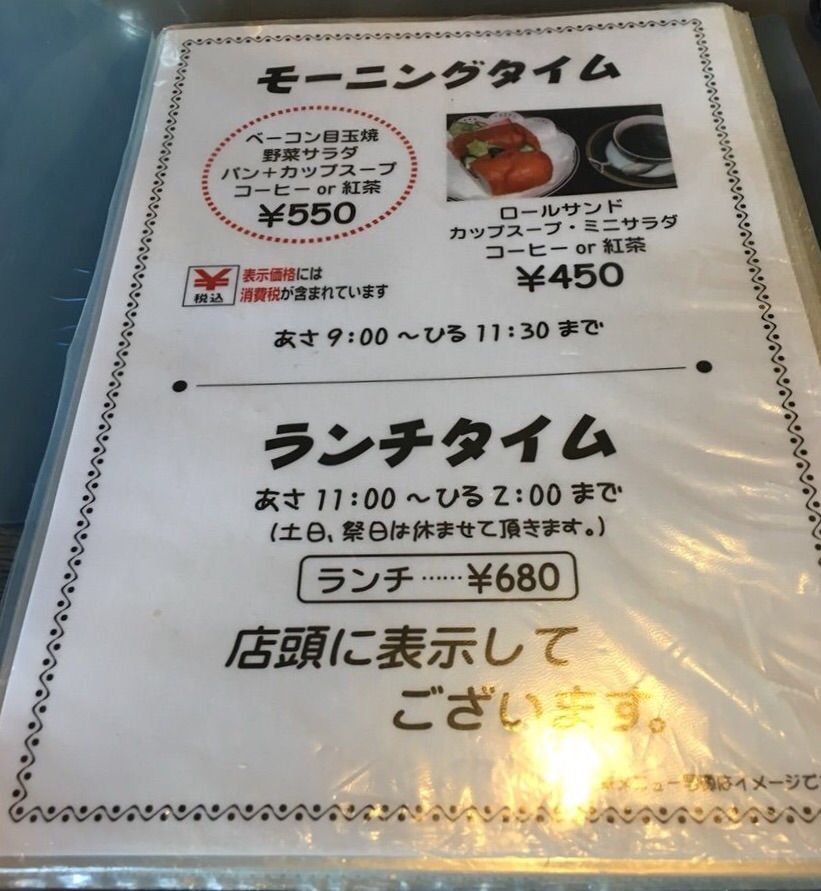 モーニングタイム
ベーコン目玉焼
野菜サラダ
パン+カップスープ
コーヒー or 紅茶
¥550
ロールサンド
カップスープ・ミニサラダ
コーヒー or 紅茶
¥450
¥
税込
表示価格には
消費税が含まれています
あさ 9:00 〜ひる 11:30 まで
ランチタイム
あさ 11:00 〜ひる 2:00 まで
(土日、祭日は休ませて頂きます。)
ランチ……¥680
店頭に表示して
ございます。
はイメージで